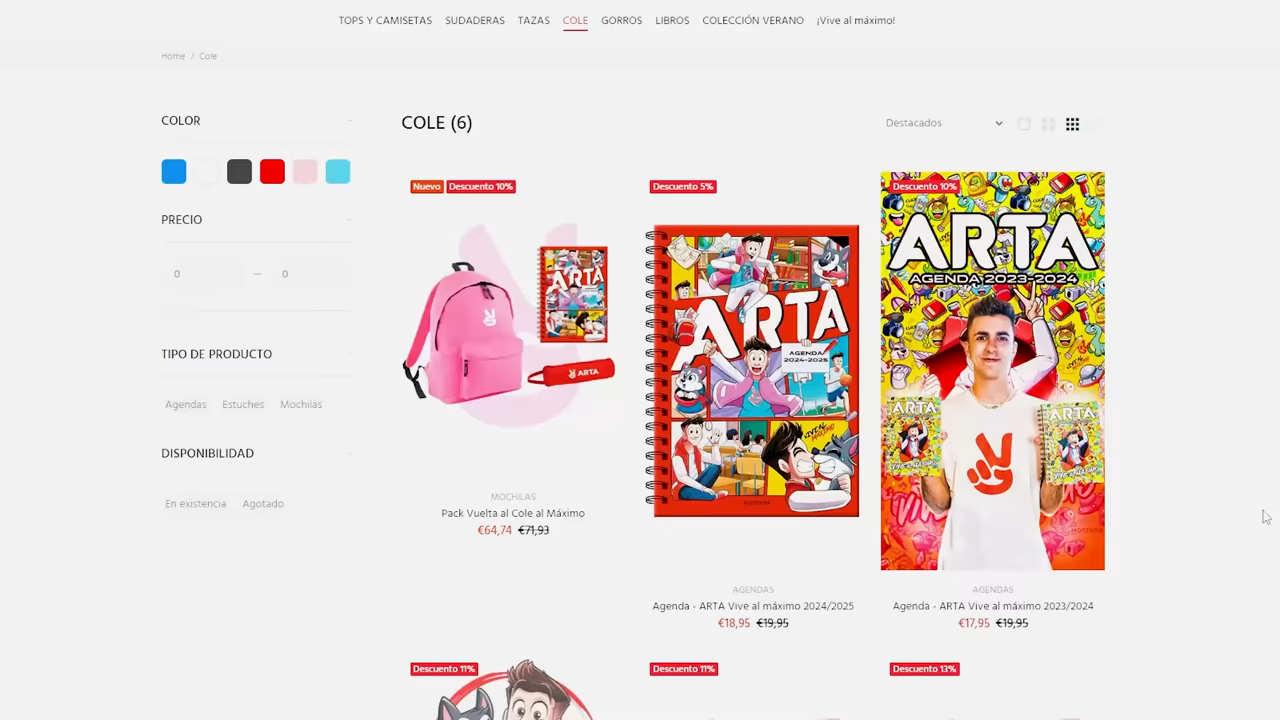 TOPS Y CAMISETAS SUDADERAS TAZAS COLE GORROS LIBROS COLECCIÓN VERANO ¡Vive al máximo!
Home / Cole
COLOR
COLE (6)
Destacados
Nuevo Descuento 10%
Descuento 5%
Descuento 10%
PRECIO
0 — 0
TIPO DE PRODUCTO
Agendas Estuches Mochilas
DISPONIBILIDAD
En existencia Agotado
ARTA
ARTA
ARTA
AGENDA
2024-2025
VIVE AL
MÁXIMO
ARTA
AGENDA 2023-2024
ARTA
ARTA
MOCHILAS
Pack Vuelta al Cole al Máximo
€64,74 €71,93
AGENDAS
Agenda - ARTA Vive al máximo 2024/2025
€18,95 €19,95
AGENDAS
Agenda - ARTA Vive al máximo 2023/2024
€17,95 €19,95
Descuento 11%
Descuento 11%
Descuento 13%